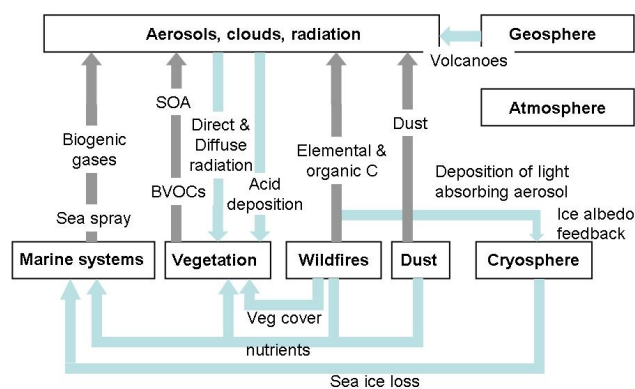 Aerosols, clouds, radiation
Geosphere
Volcanoes
Atmosphere
SOA
Biogenic
gases
Direct &
Diffuse
radiation
Dust
Elemental &
organic C
BVOCs
Acid
deposition
Deposition of light
absorbing aerosol
Sea spray
Ice albedo
feedback
Marine systems
Vegetation
Wildfires
Dust
Cryosphere
Veg cover
nutrients
Sea ice loss